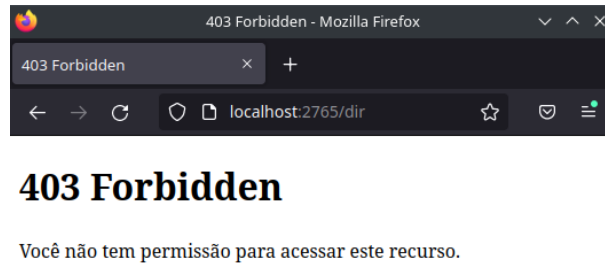 403 Forbidden - Mozilla Firefox
403 Forbidden
localhost:2765/dir
403 Forbidden
Você não tem permissão para acessar este recurso.